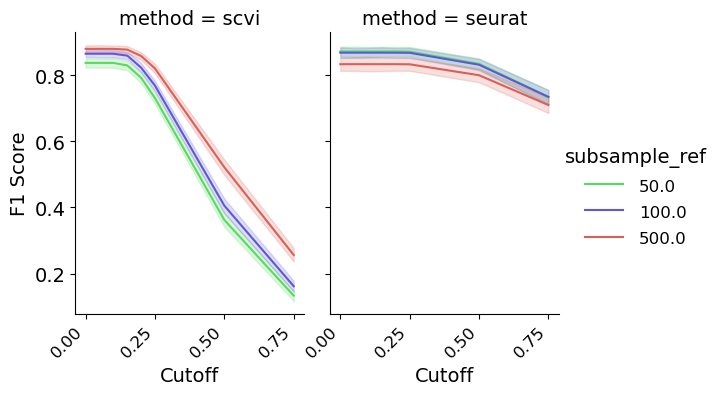 method = scvi
method = seurat
F1 Score
0.8
0.6
0.4
0.2
0.00
0.25
0.50
0.75
Cutoff
0.00
0.25
0.50
0.75
Cutoff
subsample_ref
50.0
100.0
500.0